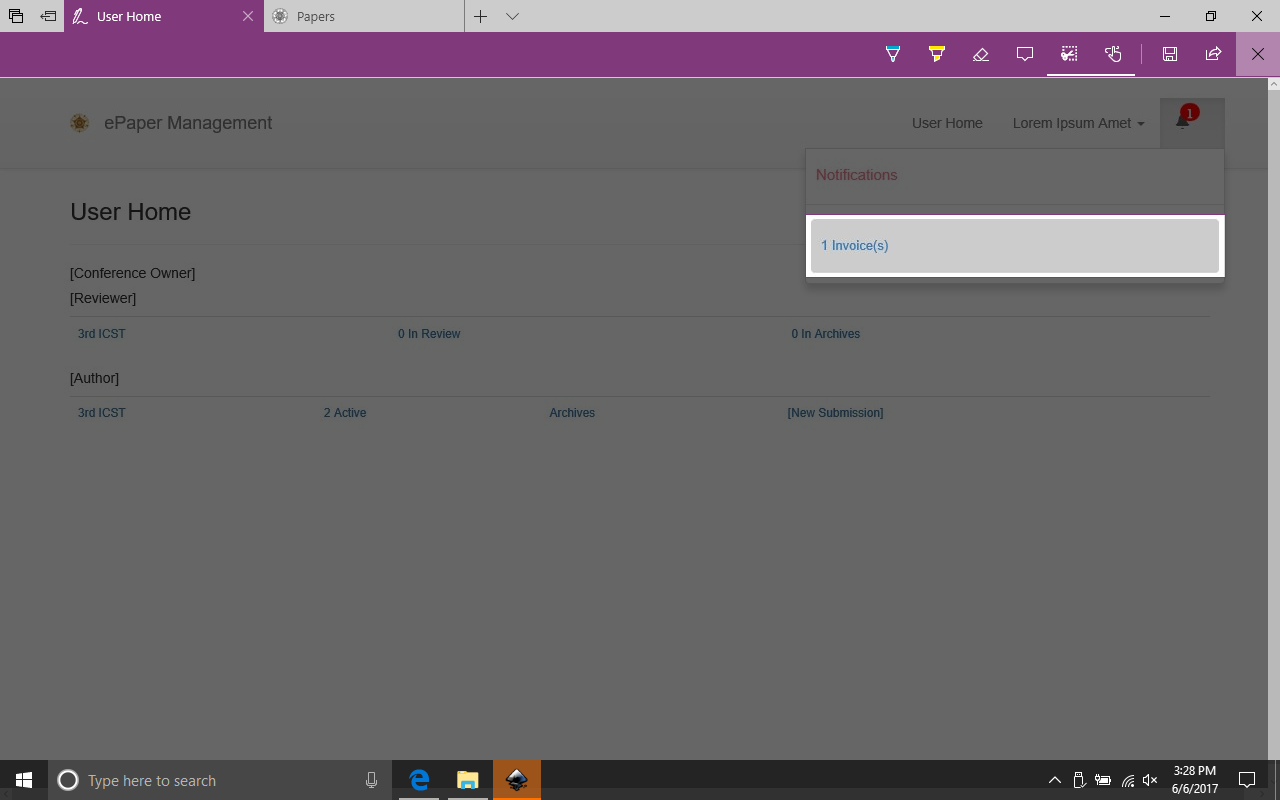 User Home
Papers
ePaper Management
User Home
Lorem Ipsum Amet
1
Notifications
1 Invoice(s)
User Home
[Conference Owner]
[Reviewer]
3rd ICST 0 In Review 0 In Archives
[Author]
3rd ICST 2 Active Archives [New Submission]
Type here to search
3:28 PM
6/6/2017